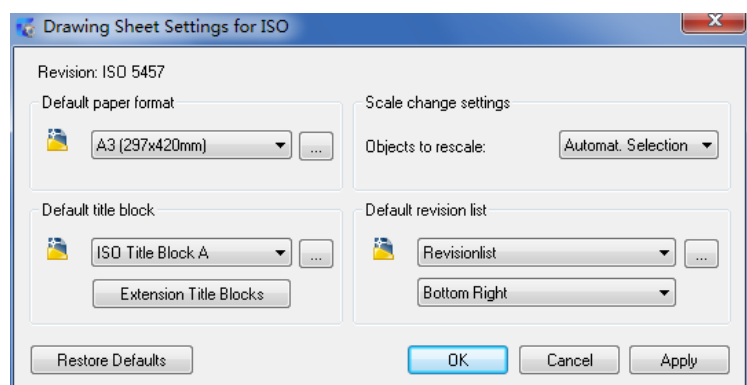 Drawing Sheet Settings for ISO
Revision: ISO 5457
Default paper format
A3 (297x420mm)
...
Scale change settings
Objects to rescale:
Automat. Selection
Default title block
ISO Title Block A
...
Extension Title Blocks
Default revision list
Revisionlist
...
Bottom Right
Restore Defaults
OK
Cancel
Apply